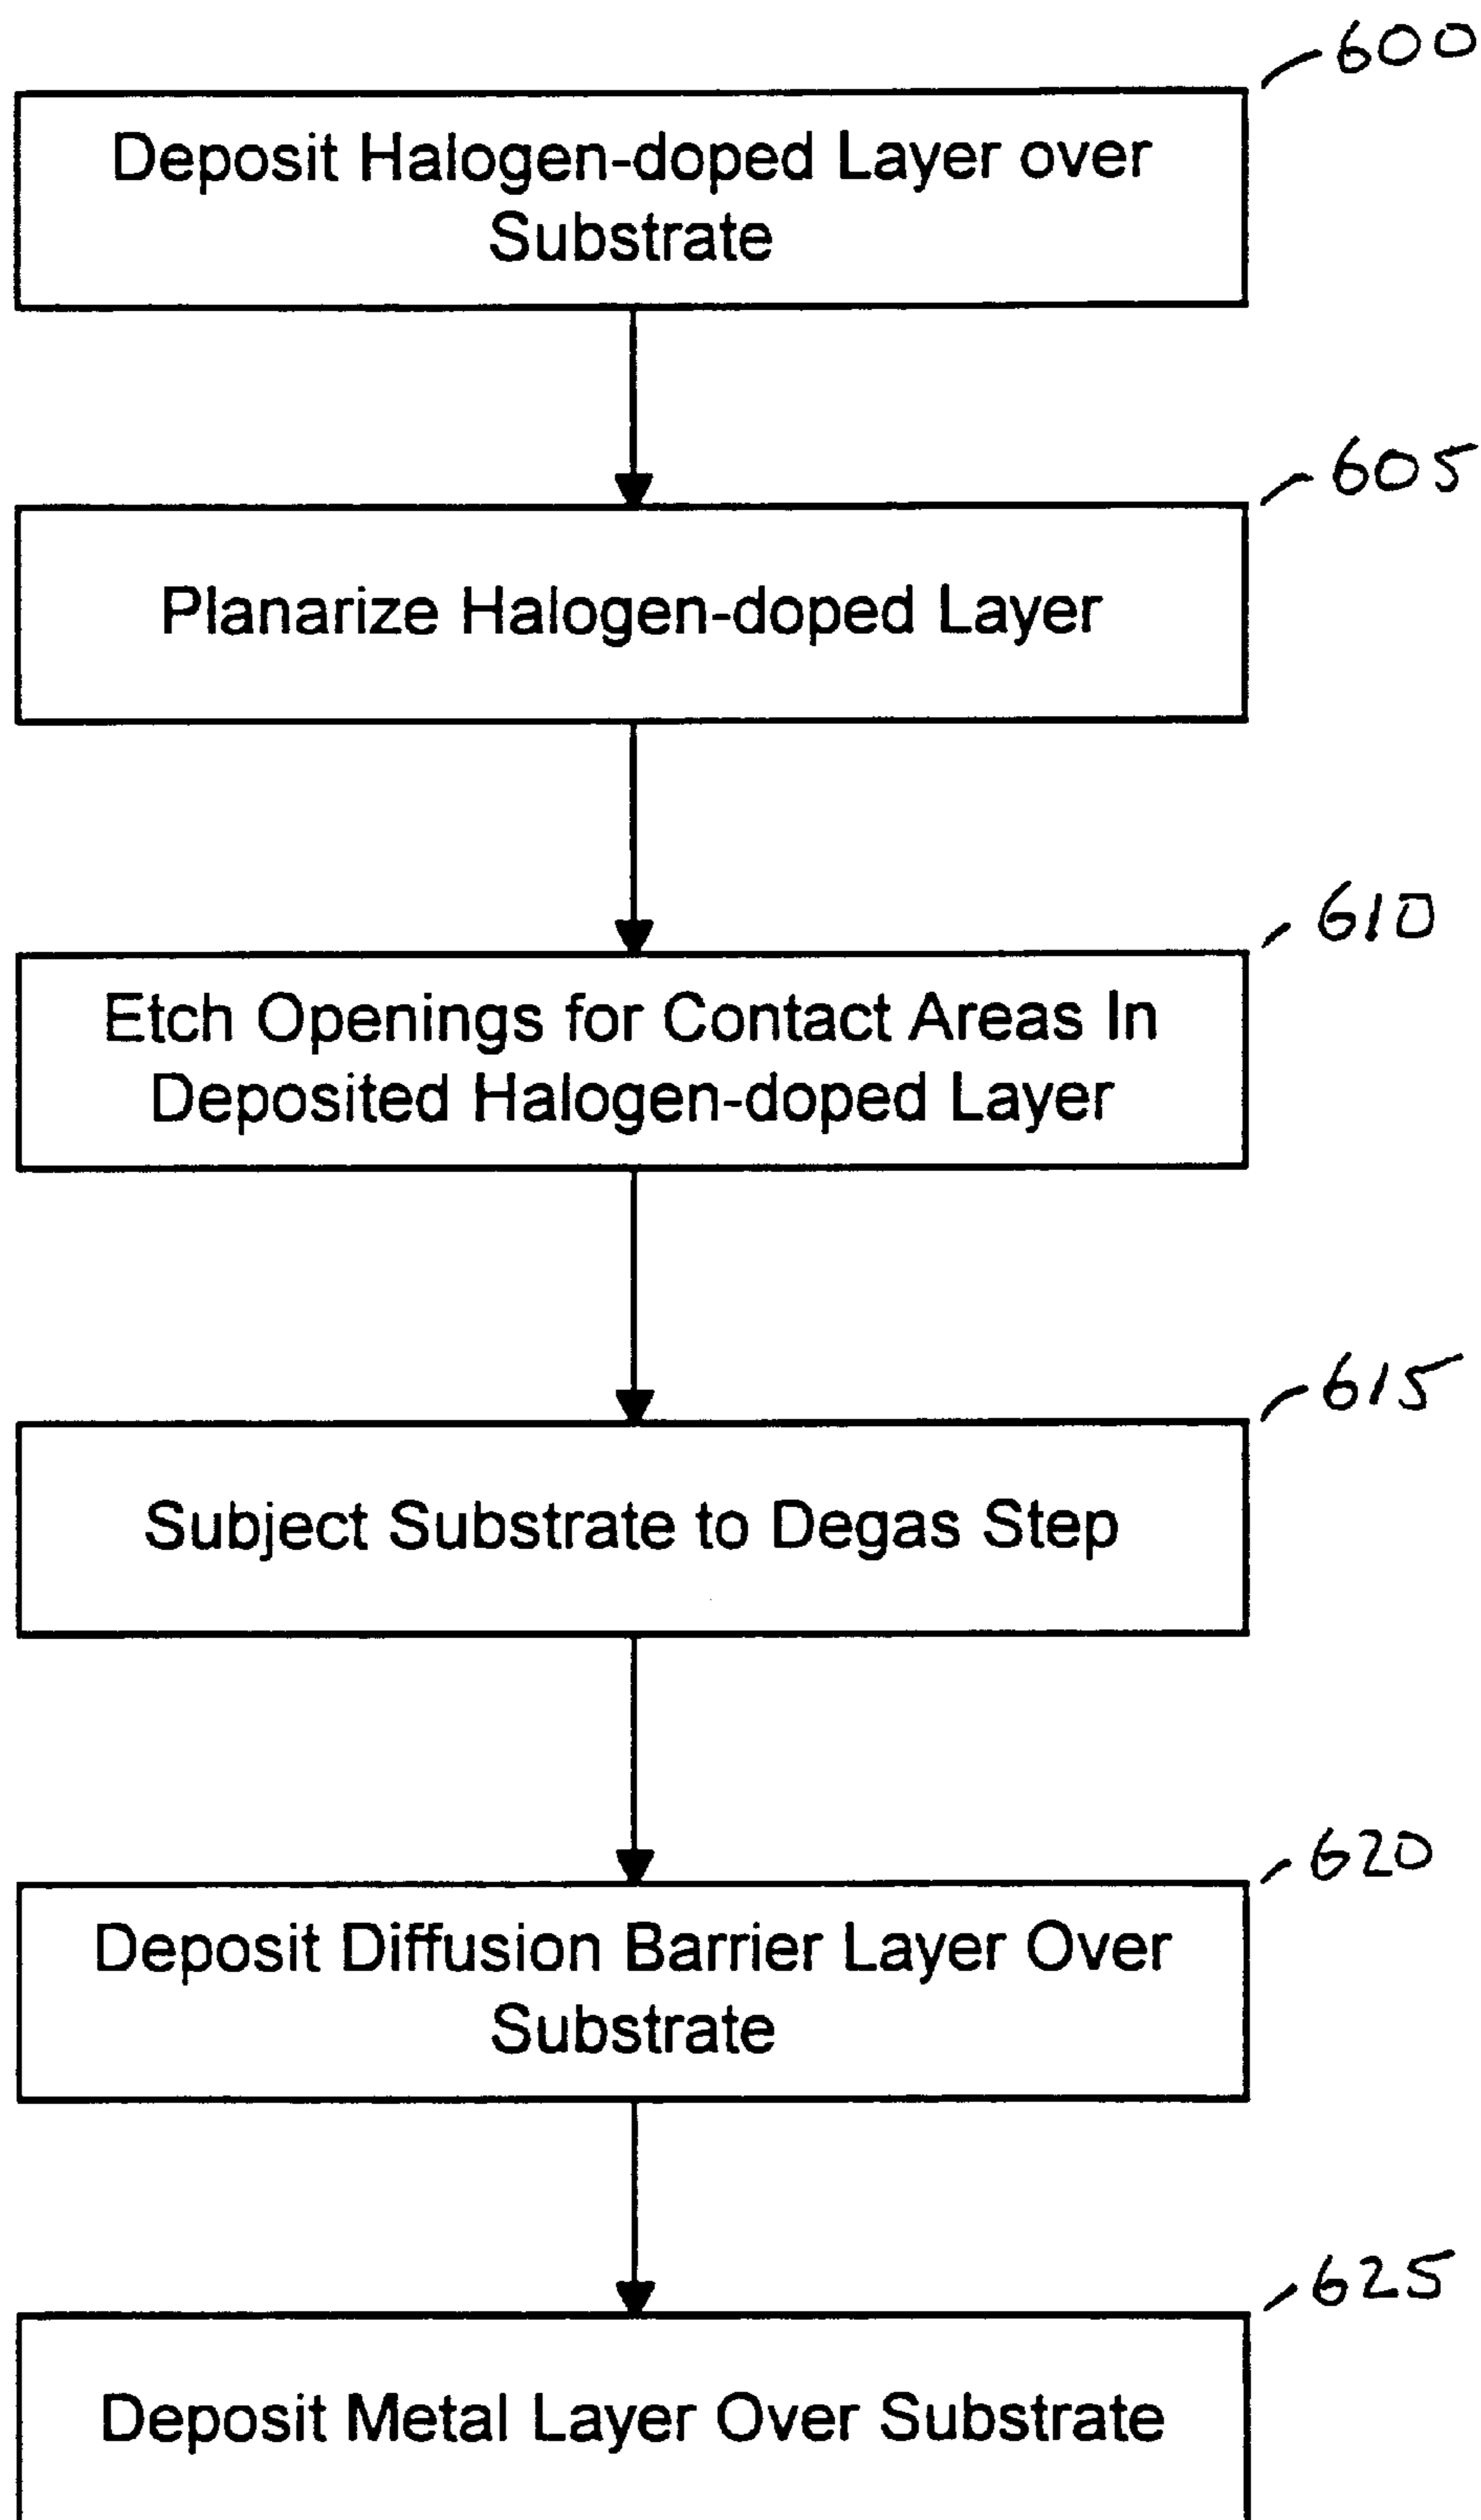 600
Deposit Halogen-doped Layer over
Substrate
605
Planarize Halogen-doped Layer
610
Etch Openings for Contact Areas In
Deposited Halogen-doped Layer
615
Subject Substrate to Degas Step
620
Deposit Diffusion Barrier Layer Over
Substrate
625
Deposit Metal Layer Over Substrate